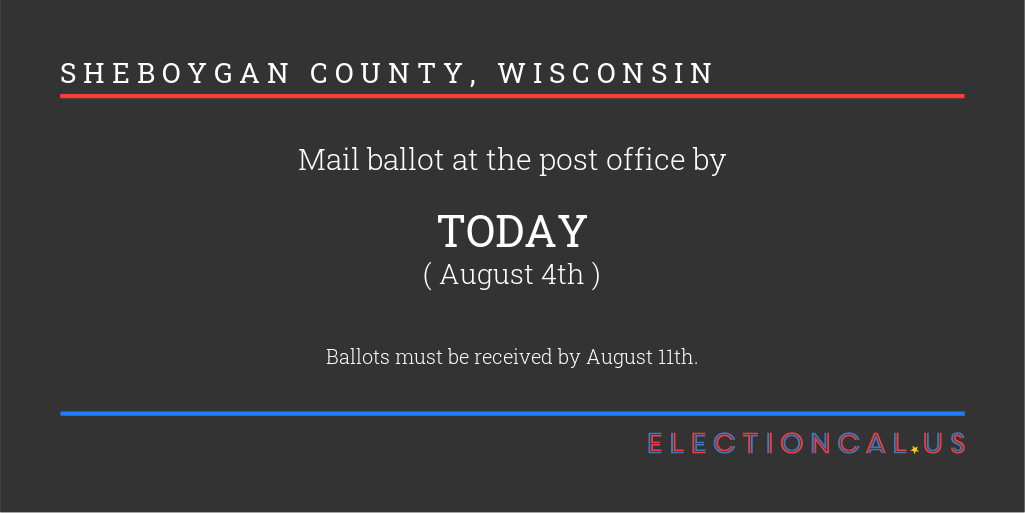 SHEBOYGAN COUNTY, WISCONSIN
Mail ballot at the post office by
TODAY
( August 4th )
Ballots must be received by August 11th.
ELECTIONCAL.US